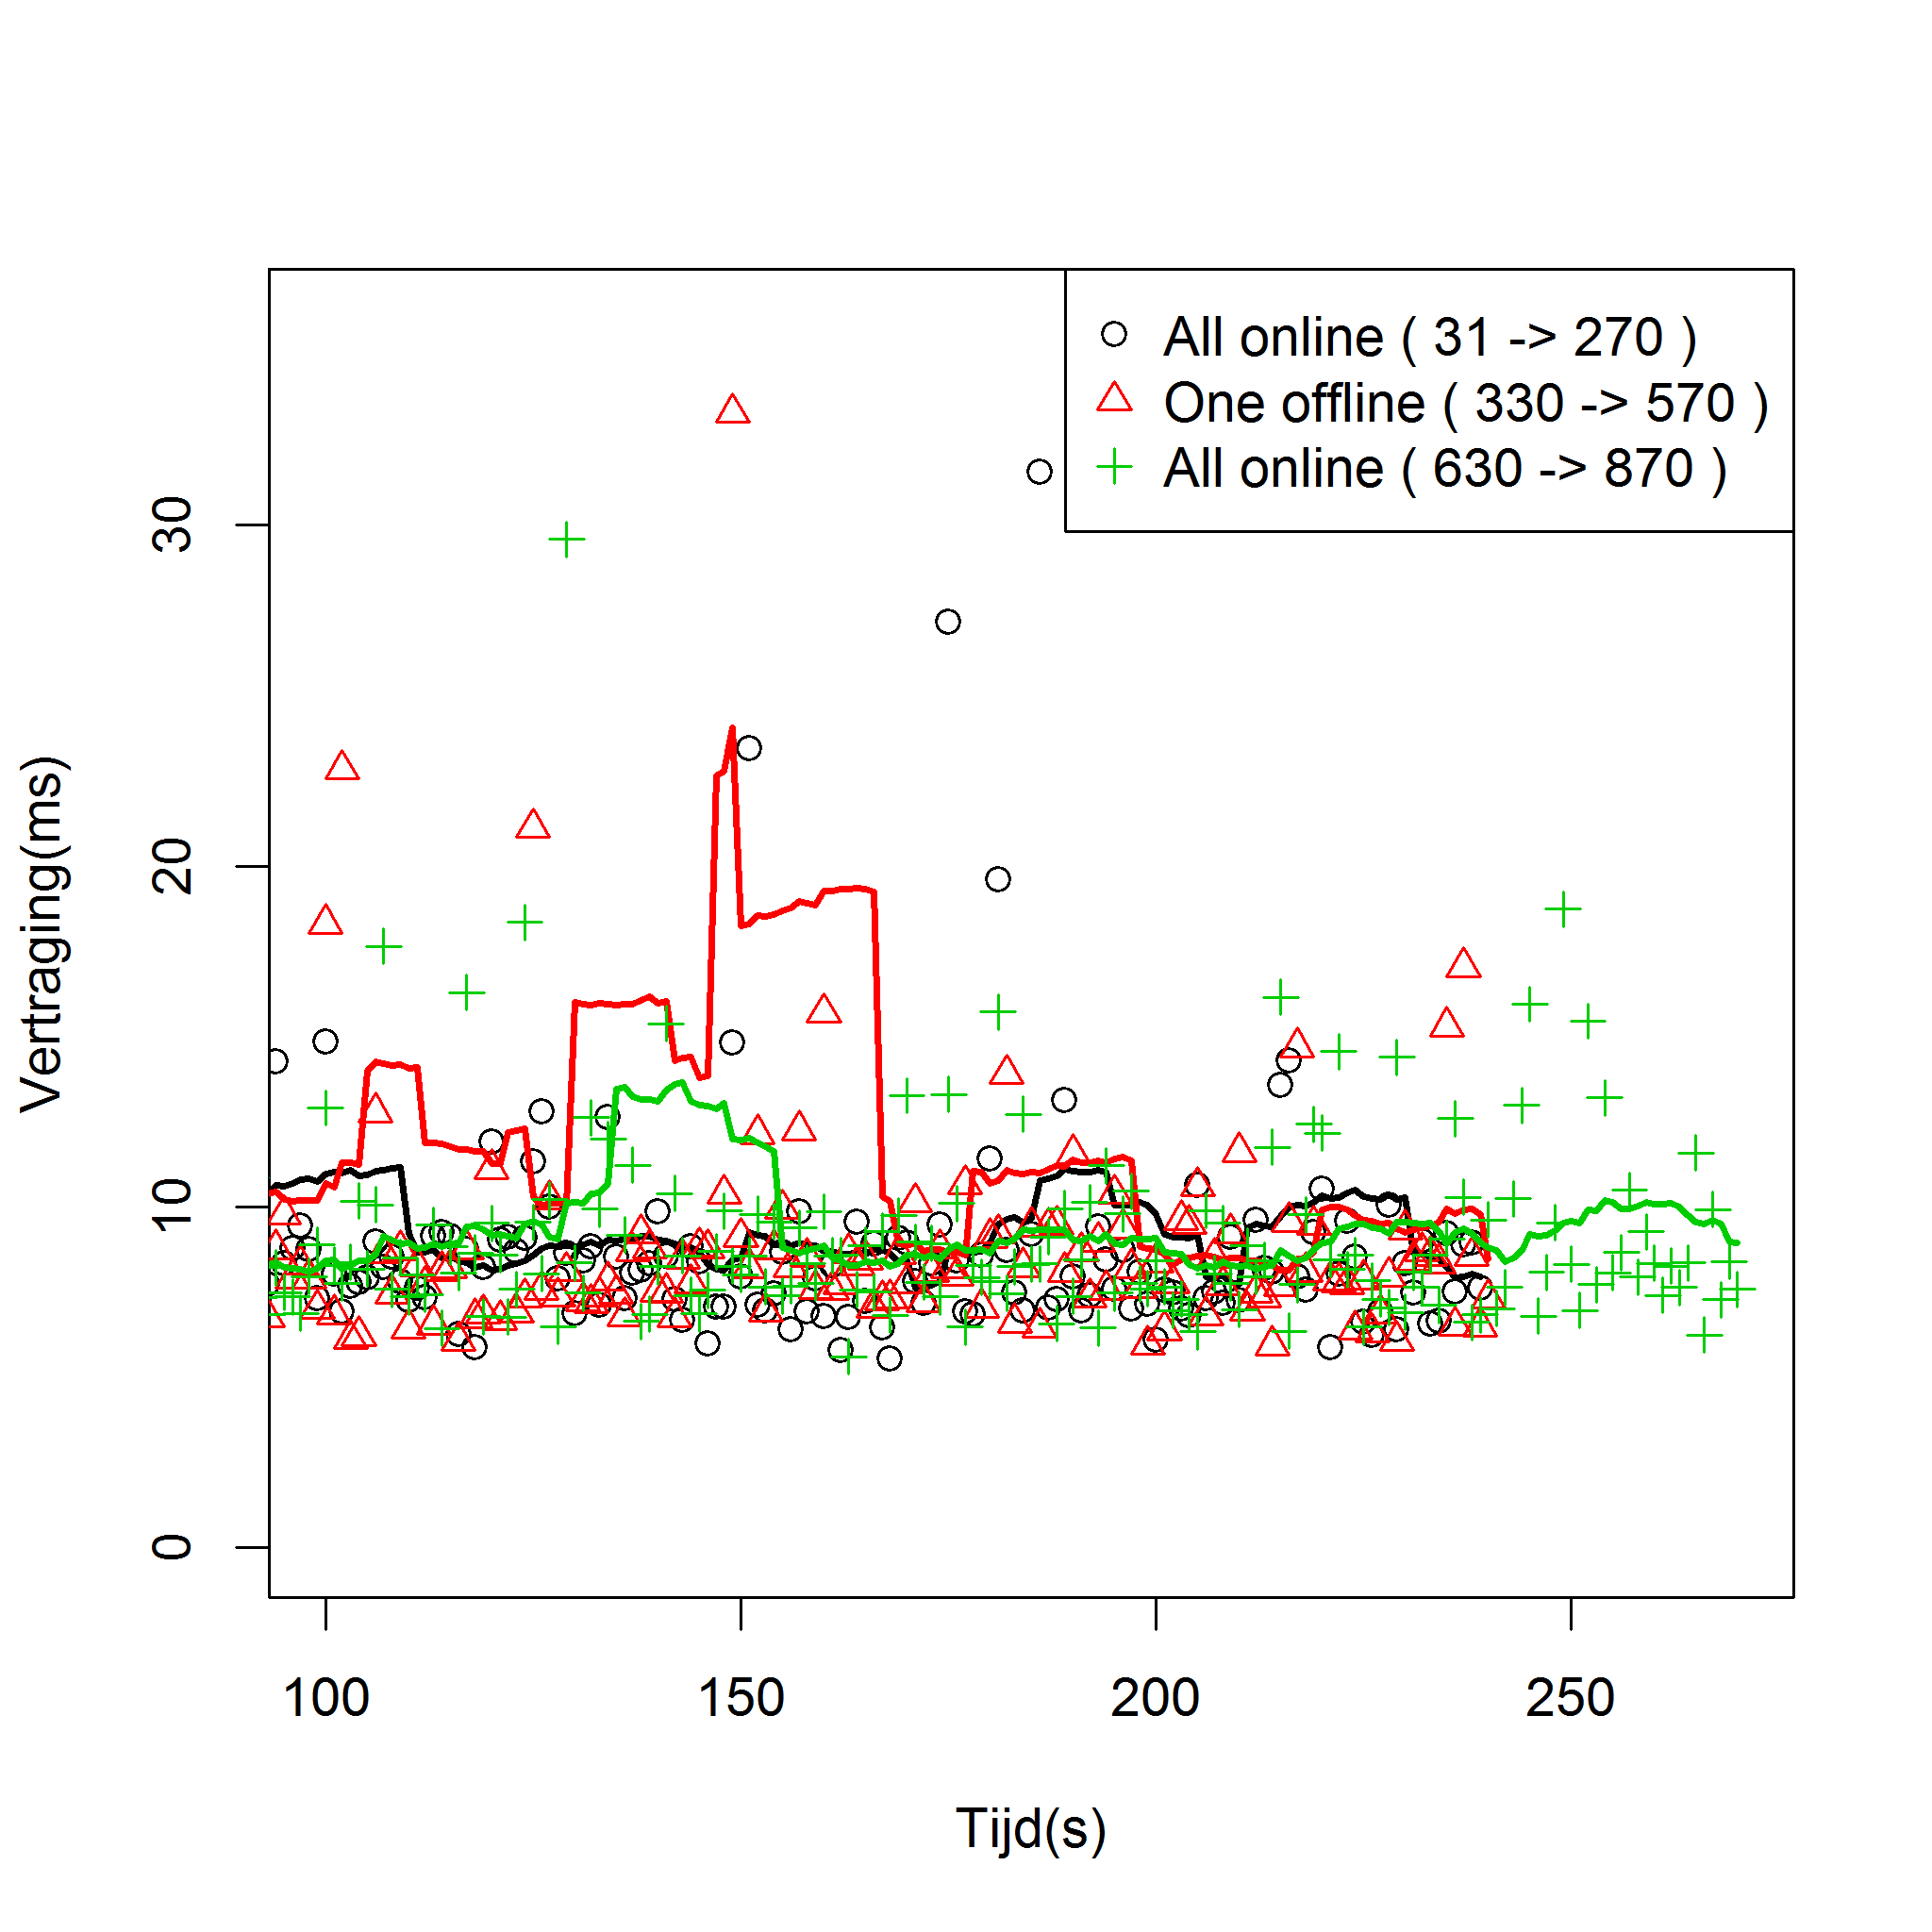 All online ( 31 -> 270 )
One offline ( 330 -> 570 )
All online ( 630 -> 870 )
Vertraging(ms)
30
20
10
0
100 150 200 250
Tijd(s)